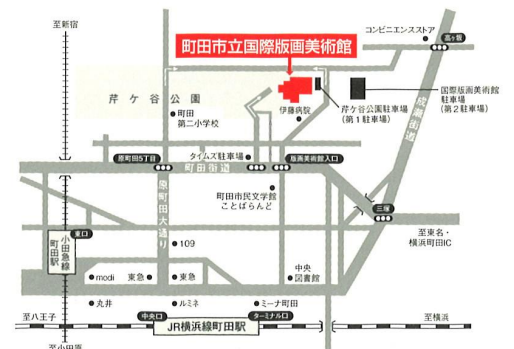 至新宿
コンビニエンスストア
高ヶ坂
町田市立国際版画美術館
芹ケ谷公園
国際版画美術館
駐車場
(第2駐車場)
芹ケ谷公園駐車場
(第1駐車場)
伊藤病院
町田
第二小学校
成瀬街道
タイムズ駐車場
原町田5丁目
町田街道
版画美術館入口
町田市民文学館
ことばらんど
原町田大通り
三塚
至東名・
横浜町田IC
東口
小田急線
町田駅
109
modi
東急
東急
中央
図書館
丸井
ルミネ
ミーナ町田
至八王子
中央口
JR横浜線町田駅
ターミナル口
至横浜
至小田原